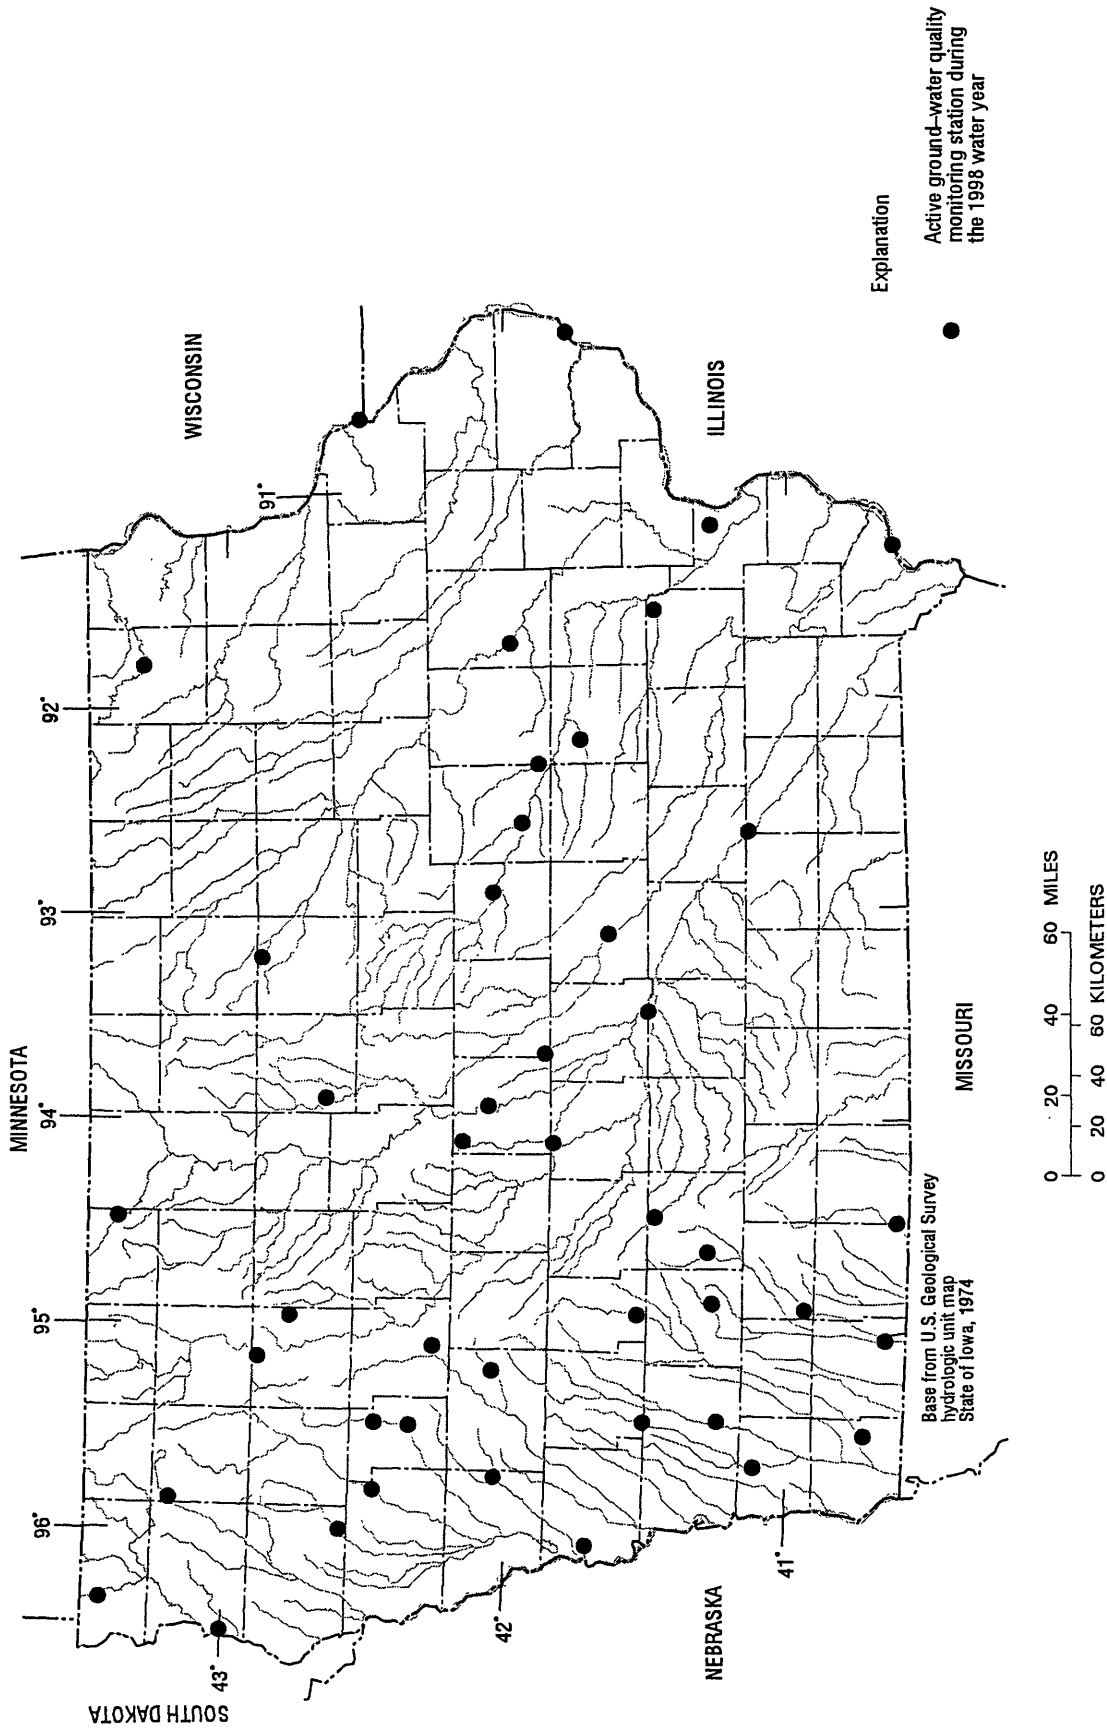 MINNESOTA
WISCONSIN
SOUTH DAKOTA
NEBRASKA
ILLINOIS
MISSOURI
96°
95°
94°
93°
92°
91°
43°
42°
41°
Base from U.S. Geological Survey
hydrologic unit map
State of Iowa, 1974
0 20 40 60 MILES
0 20 40 60 KILOMETERS
Explanation
Active ground–water quality
monitoring station during
the 1998 water year